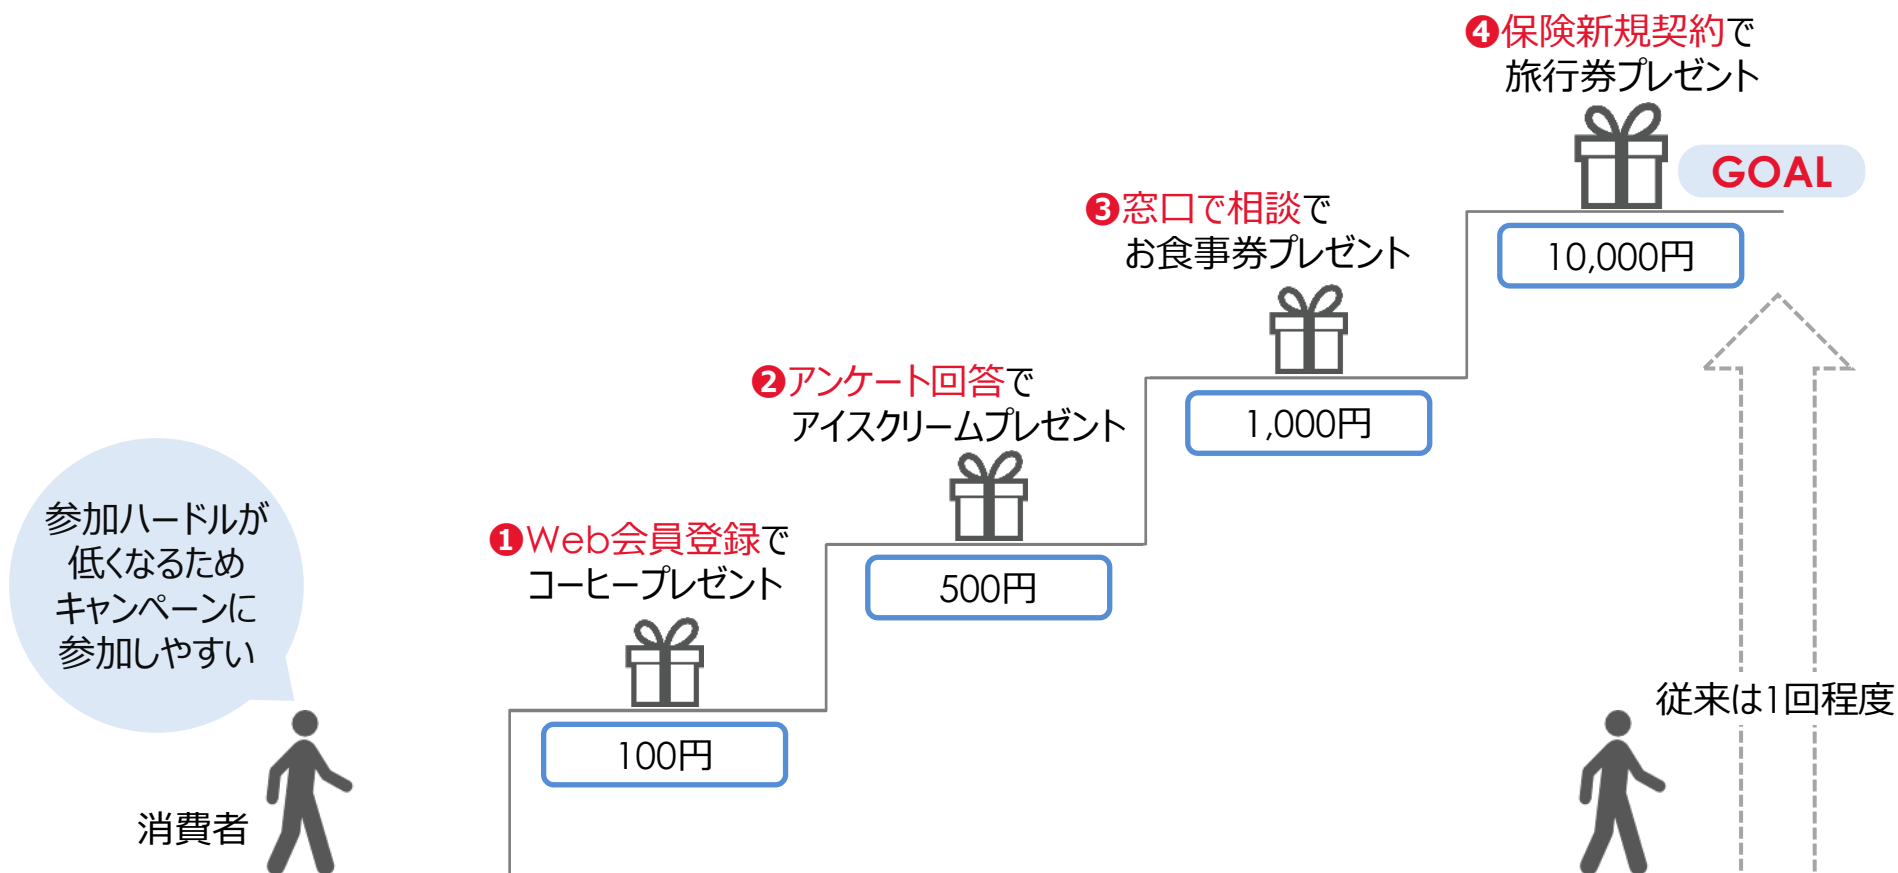 ❹保険新規契約で
旅行券プレゼント
GOAL
10,000円
❸窓口で相談で
お食事券プレゼント
1,000円
❷アンケート回答で
アイスクリームプレゼント
500円
❶Web会員登録で
コーヒープレゼント
100円
参加ハードルが
低くなるため
キャンペーンに
参加しやすい
消費者
従来は1回程度